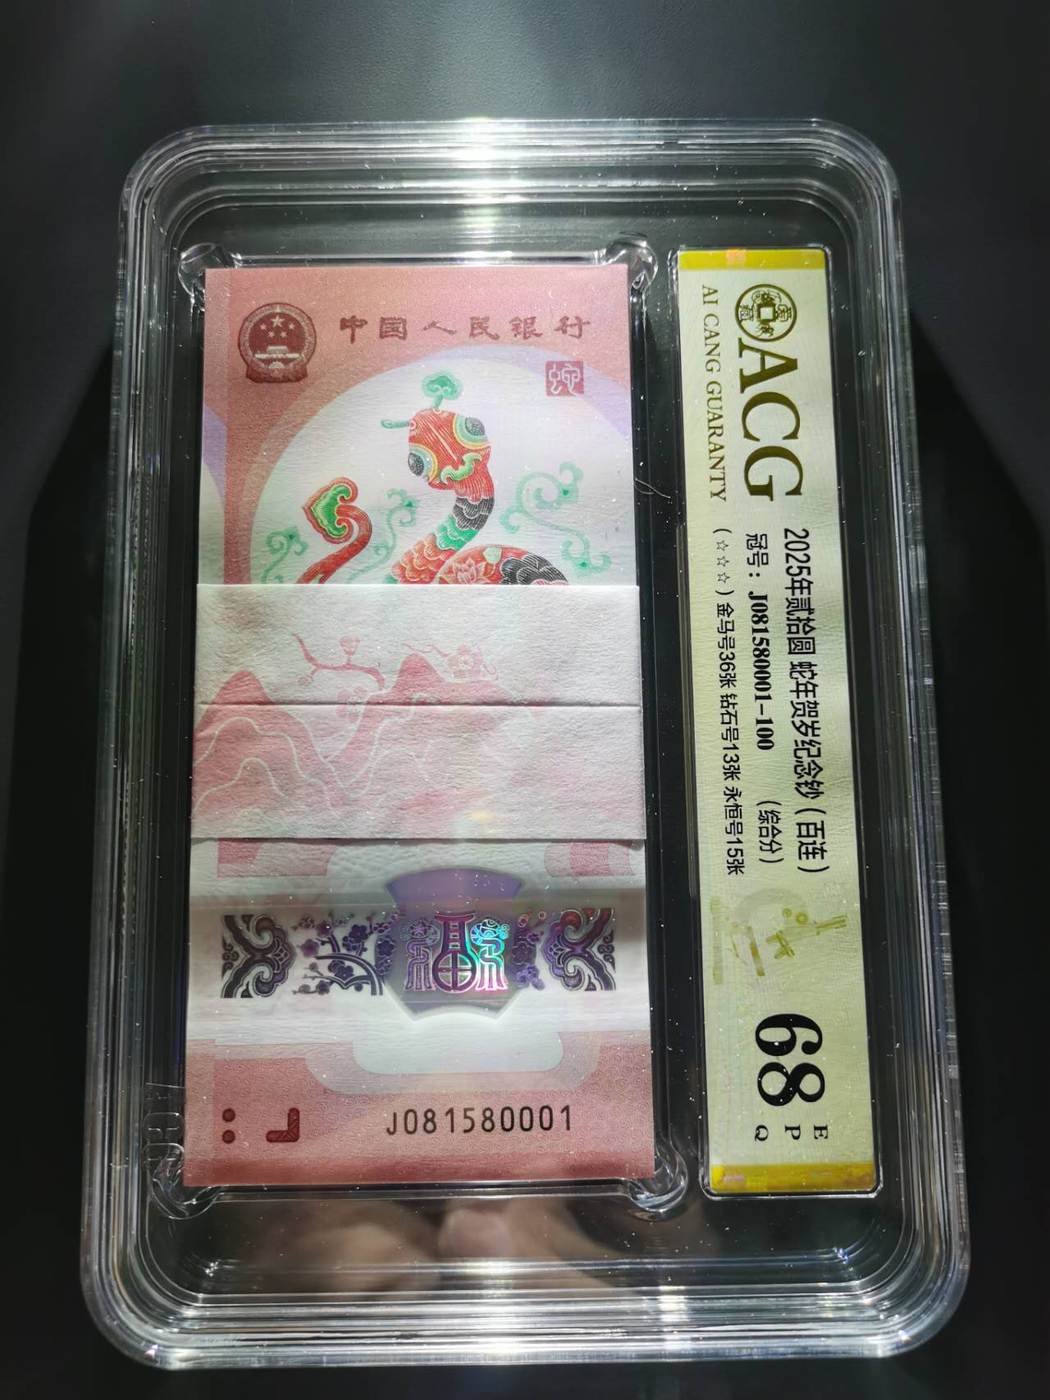 中国人民银行
蛇
福
J081580001
ACG
AI CANG GUARANTY
2025年贰拾圆 蛇年贺岁纪念钞（百连）
冠号：J081580001-100 （综合分）
（☆☆☆）金马号36张 钻石号13张 永恒号15张
68
E
P
Q